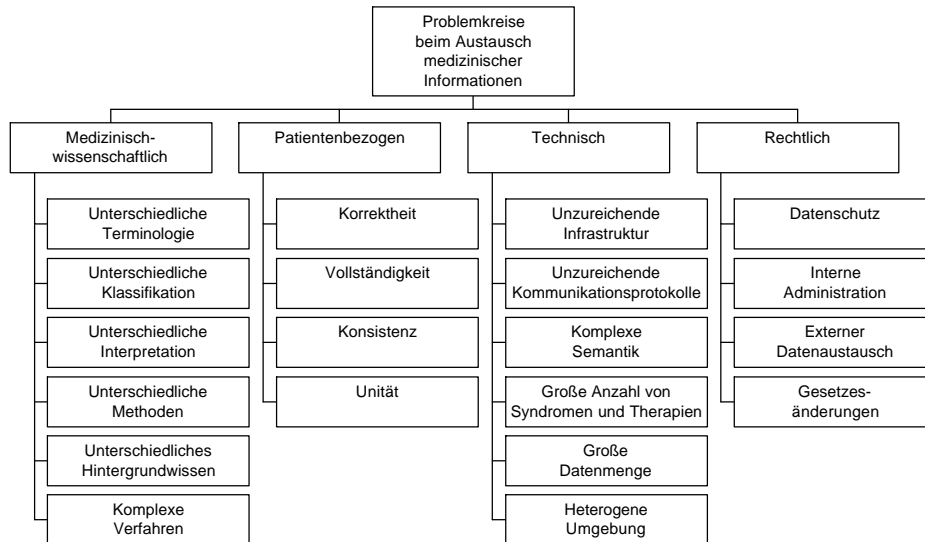 Problemkreise
beim Austausch
medizinischer
Informationen
Medizinisch-
wissenschaftlich
Patientenbezogen
Technisch
Rechtlich
Unterschiedliche
Terminologie
Unterschiedliche
Klassifikation
Unterschiedliche
Interpretation
Unterschiedliche
Methoden
Unterschiedliches
Hintergrundwissen
Komplexe
Verfahren
Korrektheit
Vollständigkeit
Konsistenz
Unität
Unzureichende
Infrastruktur
Unzureichende
Kommunikationsprotokolle
Komplexe
Semantik
Große Anzahl von
Syndromen und Therapien
Große
Datenmenge
Heterogene
Umgebung
Datenschutz
Interne
Administration
Externer
Datenaustausch
Gesetzes-
änderungen